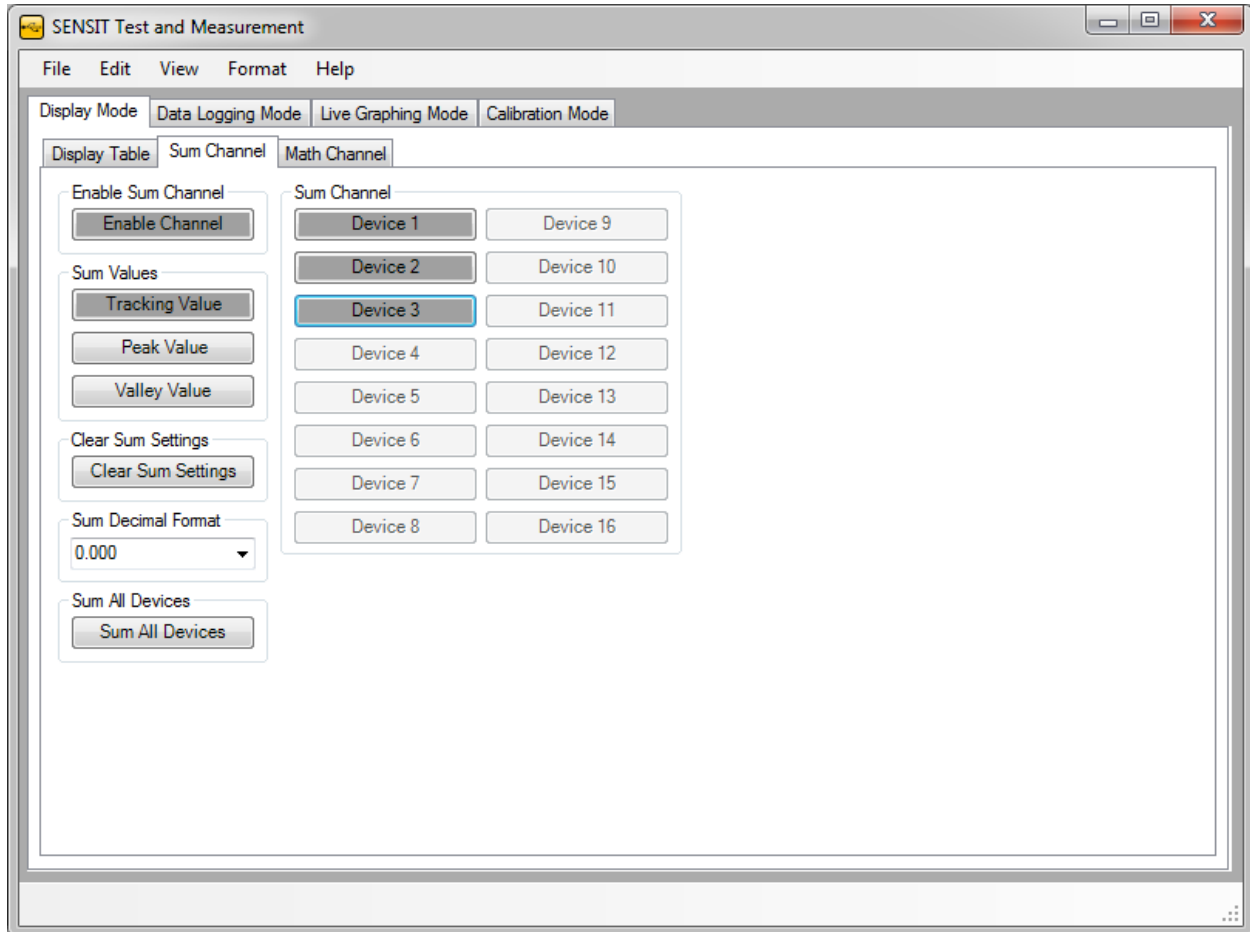 SENSIT Test and Measurement
File Edit View Format Help
Display Mode Data Logging Mode Live Graphing Mode Calibration Mode
Display Table Sum Channel Math Channel
Enable Sum Channel
Enable Channel
Sum Values
Tracking Value
Peak Value
Valley Value
Clear Sum Settings
Clear Sum Settings
Sum Decimal Format
0.000
Sum All Devices
Sum All Devices
Sum Channel
Device 1 Device 9
Device 2 Device 10
Device 3 Device 11
Device 4 Device 12
Device 5 Device 13
Device 6 Device 14
Device 7 Device 15
Device 8 Device 16